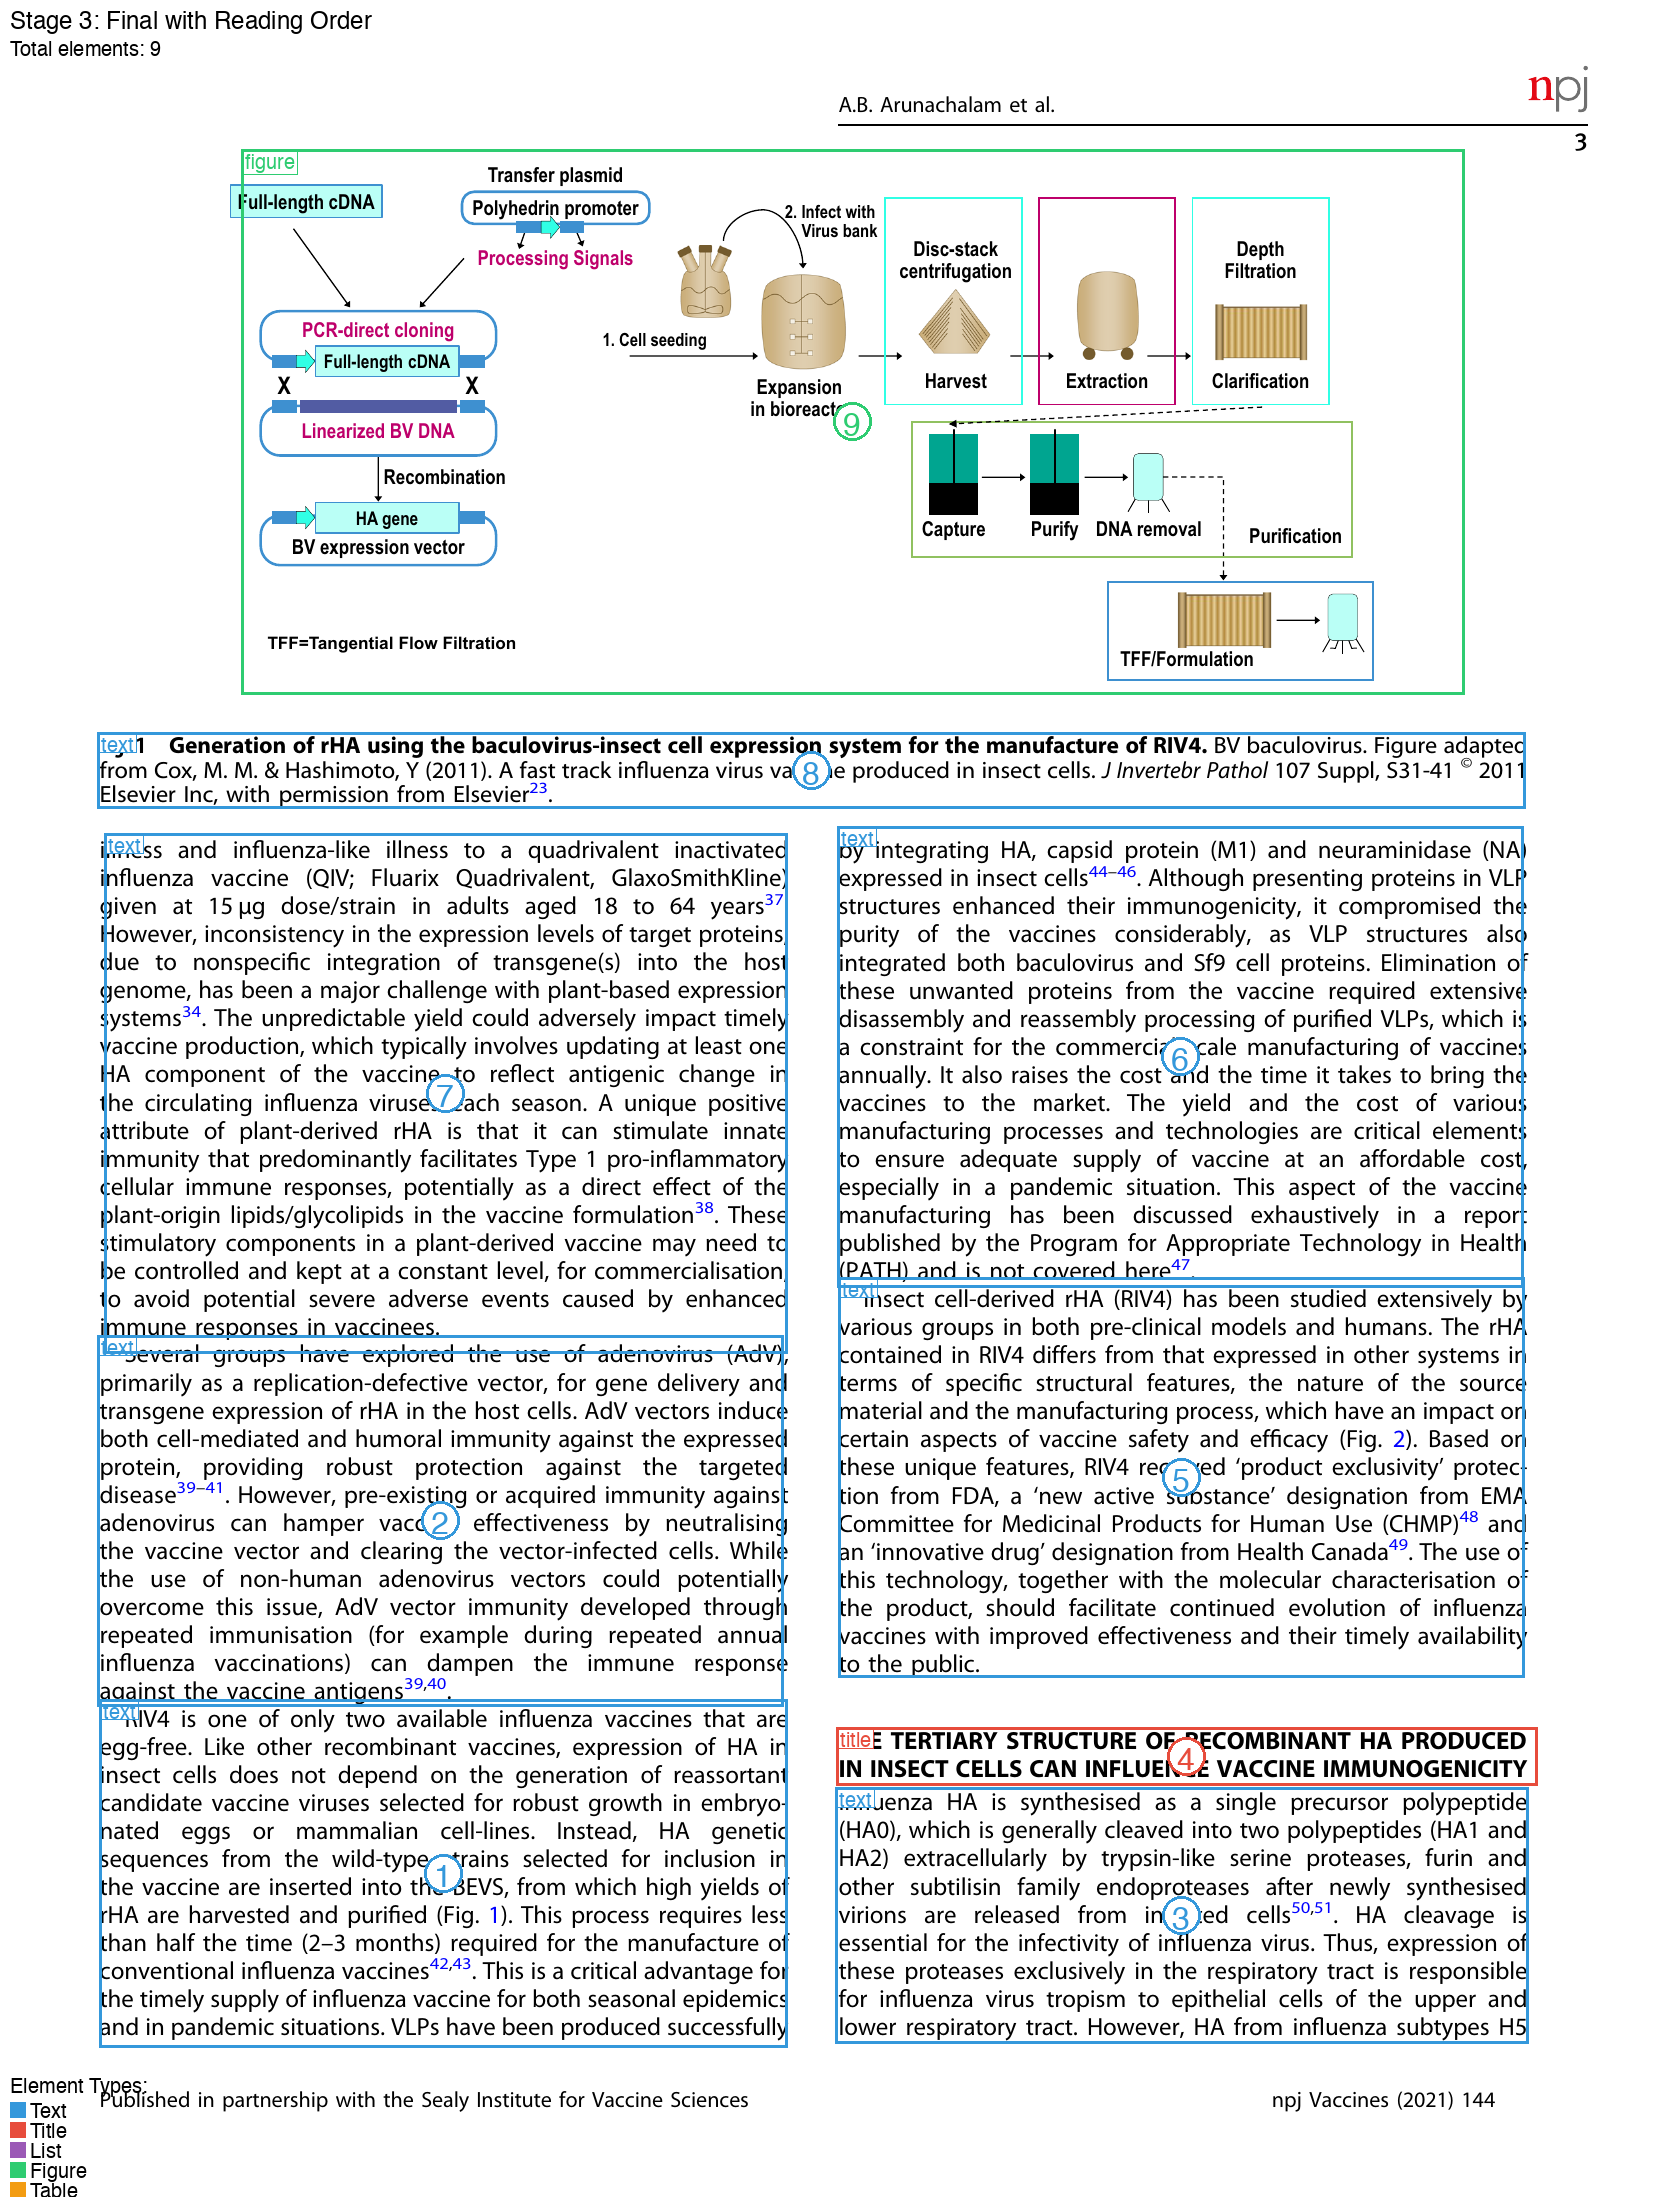 Stage 3: Final with Reading Order
Total elements: 9
A.B. Arunachalam et al.
npj
3
figure
Full-length cDNA
Transfer plasmid
Polyhedrin promoter
Processing Signals
PCR-direct cloning
Full-length cDNA
X X
Linearized BV DNA
Recombination
HA gene
BV expression vector
TFF=Tangential Flow Filtration
1. Cell seeding
2. Infect with
Virus bank
Expansion
in bioreact
9
Disc-stack
centrifugation
Harvest
Extraction
Depth
Filtration
Clarification
Capture
Purify
DNA removal
Purification
TFF/Formulation
text
1 Generation of rHA using the baculovirus-insect cell expression system for the manufacture of RIV4. BV baculovirus. Figure adapted
from Cox, M. M. & Hashimoto, Y (2011). A fast track influenza virus va 8 e produced in insect cells. J Invertebr Pathol 107 Suppl, S31-41 © 2011
Elsevier Inc, with permission from Elsevier23.
text
illness and influenza-like illness to a quadrivalent inactivated
influenza vaccine (QIV; Fluarix Quadrivalent, GlaxoSmithKline)
given at 15 µg dose/strain in adults aged 18 to 64 years37
However, inconsistency in the expression levels of target proteins,
due to nonspecific integration of transgene(s) into the host
genome, has been a major challenge with plant-based expression
systems34. The unpredictable yield could adversely impact timely
vaccine production, which typically involves updating at least one
HA component of the vaccine to reflect antigenic change in
the circulating influenza viruses 7 each season. A unique positive
attribute of plant-derived rHA is that it can stimulate innate
immunity that predominantly facilitates Type 1 pro-inflammatory
cellular immune responses, potentially as a direct effect of the
plant-origin lipids/glycolipids in the vaccine formulation38. These
stimulatory components in a plant-derived vaccine may need to
be controlled and kept at a constant level, for commercialisation,
to avoid potential severe adverse events caused by enhanced
immune responses in vaccinees.
text
Several groups have explored the use of adenovirus (AdV),
primarily as a replication-defective vector, for gene delivery and
transgene expression of rHA in the host cells. AdV vectors induce
both cell-mediated and humoral immunity against the expressed
protein, providing robust protection against the targeted
disease39–41. However, pre-existing or acquired immunity against
adenovirus can hamper vacc 2 effectiveness by neutralising
the vaccine vector and clearing the vector-infected cells. While
the use of non-human adenovirus vectors could potentially
overcome this issue, AdV vector immunity developed through
repeated immunisation (for example during repeated annual
influenza vaccinations) can dampen the immune response
against the vaccine antigens39,40.
text
RIV4 is one of only two available influenza vaccines that are
egg-free. Like other recombinant vaccines, expression of HA in
insect cells does not depend on the generation of reassortant
candidate vaccine viruses selected for robust growth in embryo-
nated eggs or mammalian cell-lines. Instead, HA genetic
sequences from the wild-type strains selected for inclusion in
the vaccine are inserted into the 1 BEVS, from which high yields of
rHA are harvested and purified (Fig. 1). This process requires less
than half the time (2–3 months) required for the manufacture of
conventional influenza vaccines42,43. This is a critical advantage for
the timely supply of influenza vaccine for both seasonal epidemics
and in pandemic situations. VLPs have been produced successfully
text
by integrating HA, capsid protein (M1) and neuraminidase (NA)
expressed in insect cells44–46. Although presenting proteins in VLP
structures enhanced their immunogenicity, it compromised the
purity of the vaccines considerably, as VLP structures also
integrated both baculovirus and Sf9 cell proteins. Elimination of
these unwanted proteins from the vaccine required extensive
disassembly and reassembly processing of purified VLPs, which is
a constraint for the commercia 6 cale manufacturing of vaccines
annually. It also raises the cost and the time it takes to bring the
vaccines to the market. The yield and the cost of various
manufacturing processes and technologies are critical elements
to ensure adequate supply of vaccine at an affordable cost,
especially in a pandemic situation. This aspect of the vaccine
manufacturing has been discussed exhaustively in a report
published by the Program for Appropriate Technology in Health
(PATH) and is not covered here47.
text
Insect cell-derived rHA (RIV4) has been studied extensively by
various groups in both pre-clinical models and humans. The rHA
contained in RIV4 differs from that expressed in other systems in
terms of specific structural features, the nature of the source
material and the manufacturing process, which have an impact on
certain aspects of vaccine safety and efficacy (Fig. 2). Based on
these unique features, RIV4 rec 5 ed ‘product exclusivity’ protec-
tion from FDA, a ‘new active substance’ designation from EMA
Committee for Medicinal Products for Human Use (CHMP)48 and
an ‘innovative drug’ designation from Health Canada49. The use of
this technology, together with the molecular characterisation of
the product, should facilitate continued evolution of influenza
vaccines with improved effectiveness and their timely availability
to the public.
title
E TERTIARY STRUCTURE OF RECOMBINANT HA PRODUCED
IN INSECT CELLS CAN INFLUENCE 4 VACCINE IMMUNOGENICITY
text
Influenza HA is synthesised as a single precursor polypeptide
(HA0), which is generally cleaved into two polypeptides (HA1 and
HA2) extracellularly by trypsin-like serine proteases, furin and
other subtilisin family endoproteases after newly synthesised
virions are released from in 3 ted cells50,51. HA cleavage is
essential for the infectivity of influenza virus. Thus, expression of
these proteases exclusively in the respiratory tract is responsible
for influenza virus tropism to epithelial cells of the upper and
lower respiratory tract. However, HA from influenza subtypes H5
Published in partnership with the Sealy Institute for Vaccine Sciences
npj Vaccines (2021) 144
Element Types:
Text
Title
List
Figure
Table